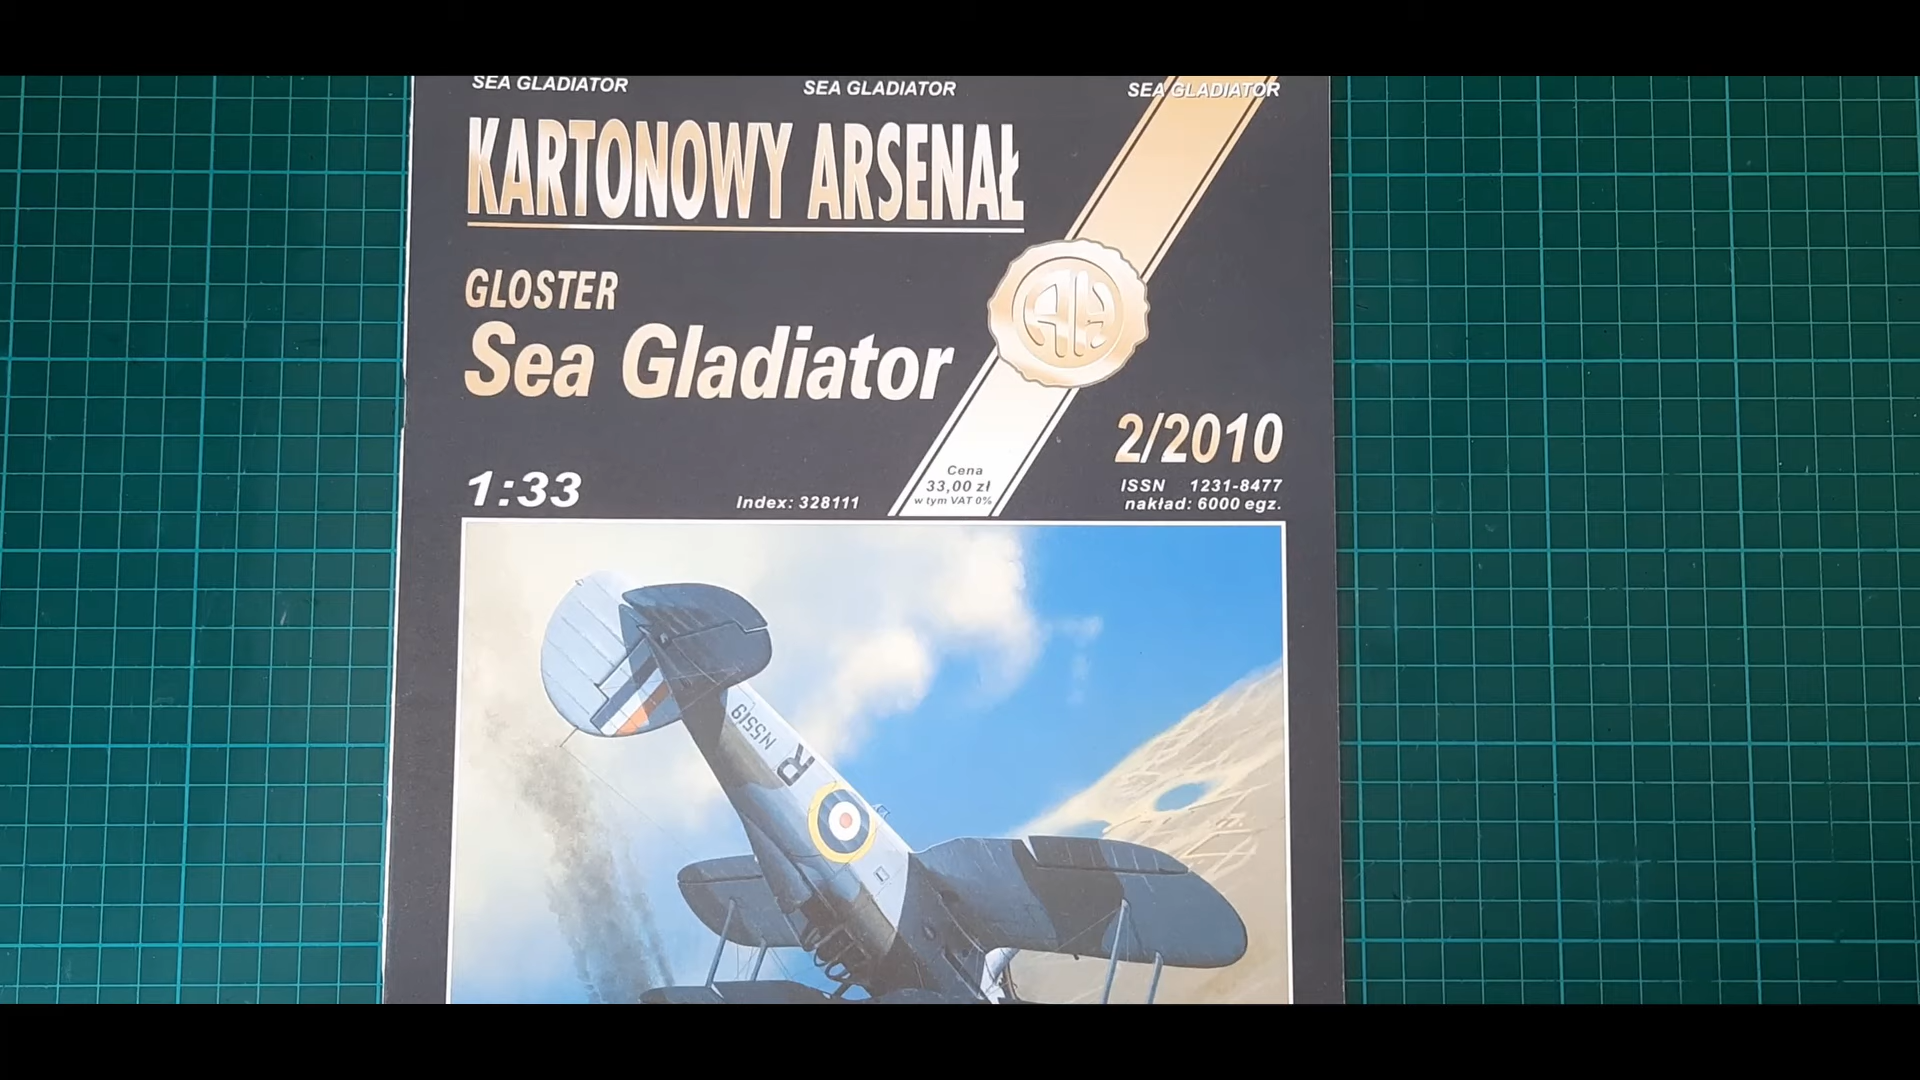 SEA GLADIATOR SEA GLADIATOR SEA GLADIATOR
KARTONOWY ARSENAŁ
GLOSTER
Sea Gladiator
AH
2/2010
1:33
Index: 328111
Cena
33,00 zł
w tym VAT 0%
ISSN 1231-8477
nakład: 6000 egz.
N5519
R